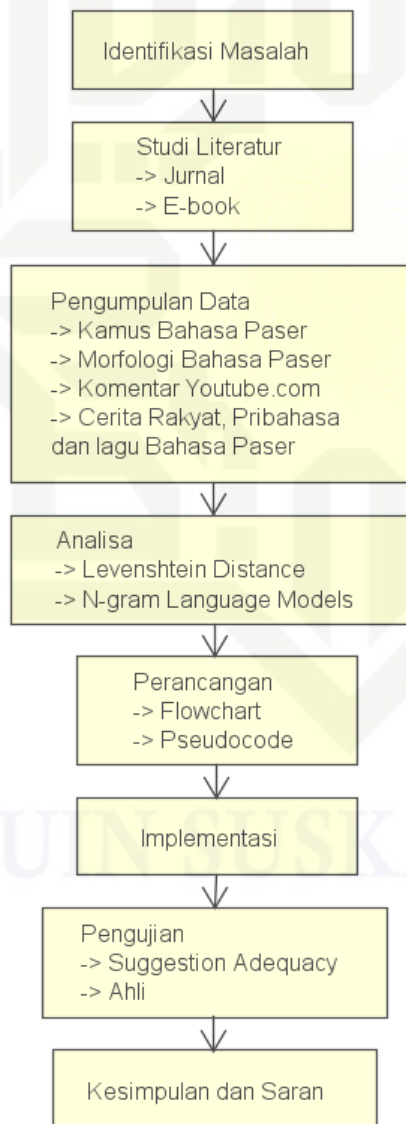 Identifikasi Masalah
Studi Literatur
-> Jurnal
-> E-book
Pengumpulan Data
-> Kamus Bahasa Paser
-> Morfologi Bahasa Paser
-> Komentar Youtube.com
-> Cerita Rakyat, Pribahasa
dan lagu Bahasa Paser
Analisa
-> Levenshtein Distance
-> N-gram Language Models
Perancangan
-> Flowchart
-> Pseudocode
Implementasi
UIN SUSKA
Pengujian
-> Suggestion Adequacy
-> Ahli
Kesimpulan dan Saran